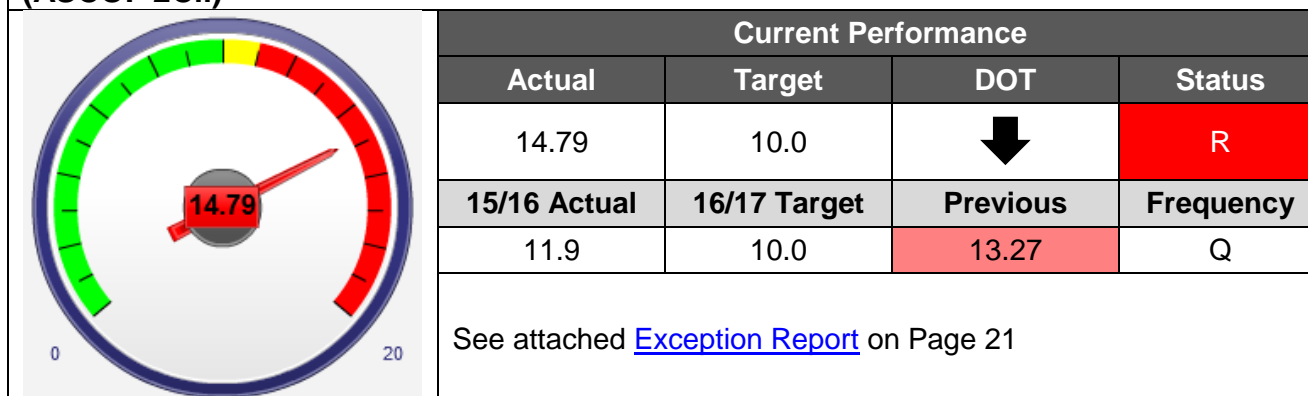 Current Performance
Actual Target DOT Status
14.79 10.0 R
15/16 Actual 16/17 Target Previous Frequency
11.9 10.0 13.27 Q
See attached Exception Report on Page 21
14.79
0 20